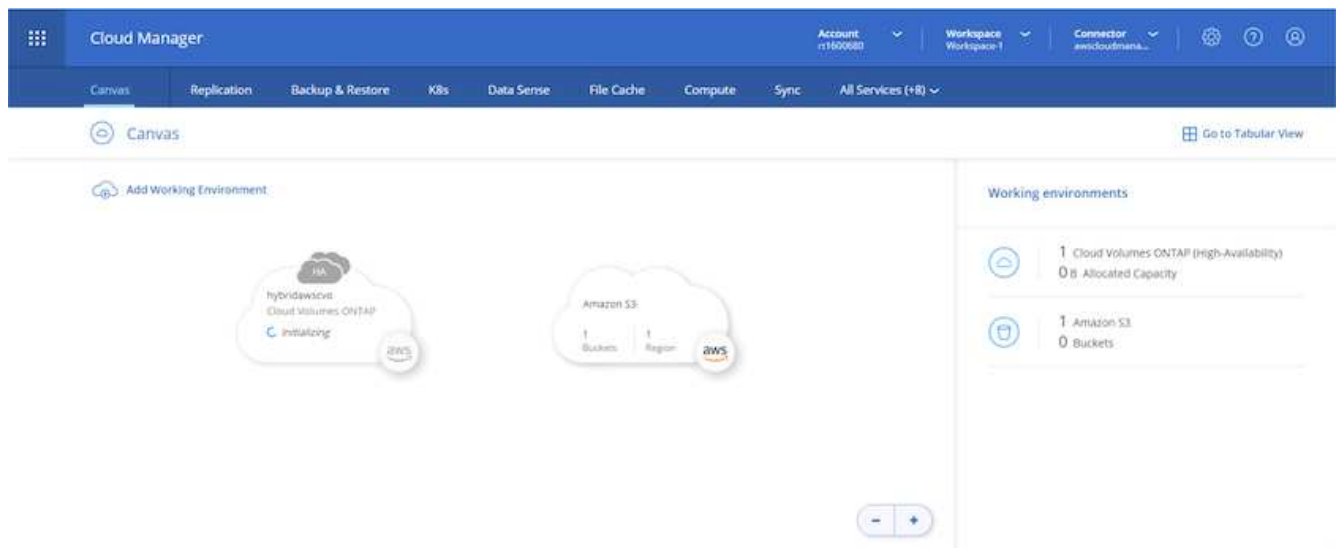 Cloud Manager
Account
Workspace
Workspace-1
Connector
awscloudmana...
Canvas Replication Backup & Restore K8s Data Sense File Cache Compute Sync All Services (+8)
Canvas
Go to Tabular View
Add Working Environment
Working environments
HA
hybridawscvo
Cloud Volumes ONTAP
Initializing
aws
Amazon S3
1 Buckets
1 Region
aws
1 Cloud Volumes ONTAP (High-Availability)
0 B Allocated Capacity
1 Amazon S3
0 Buckets
- +